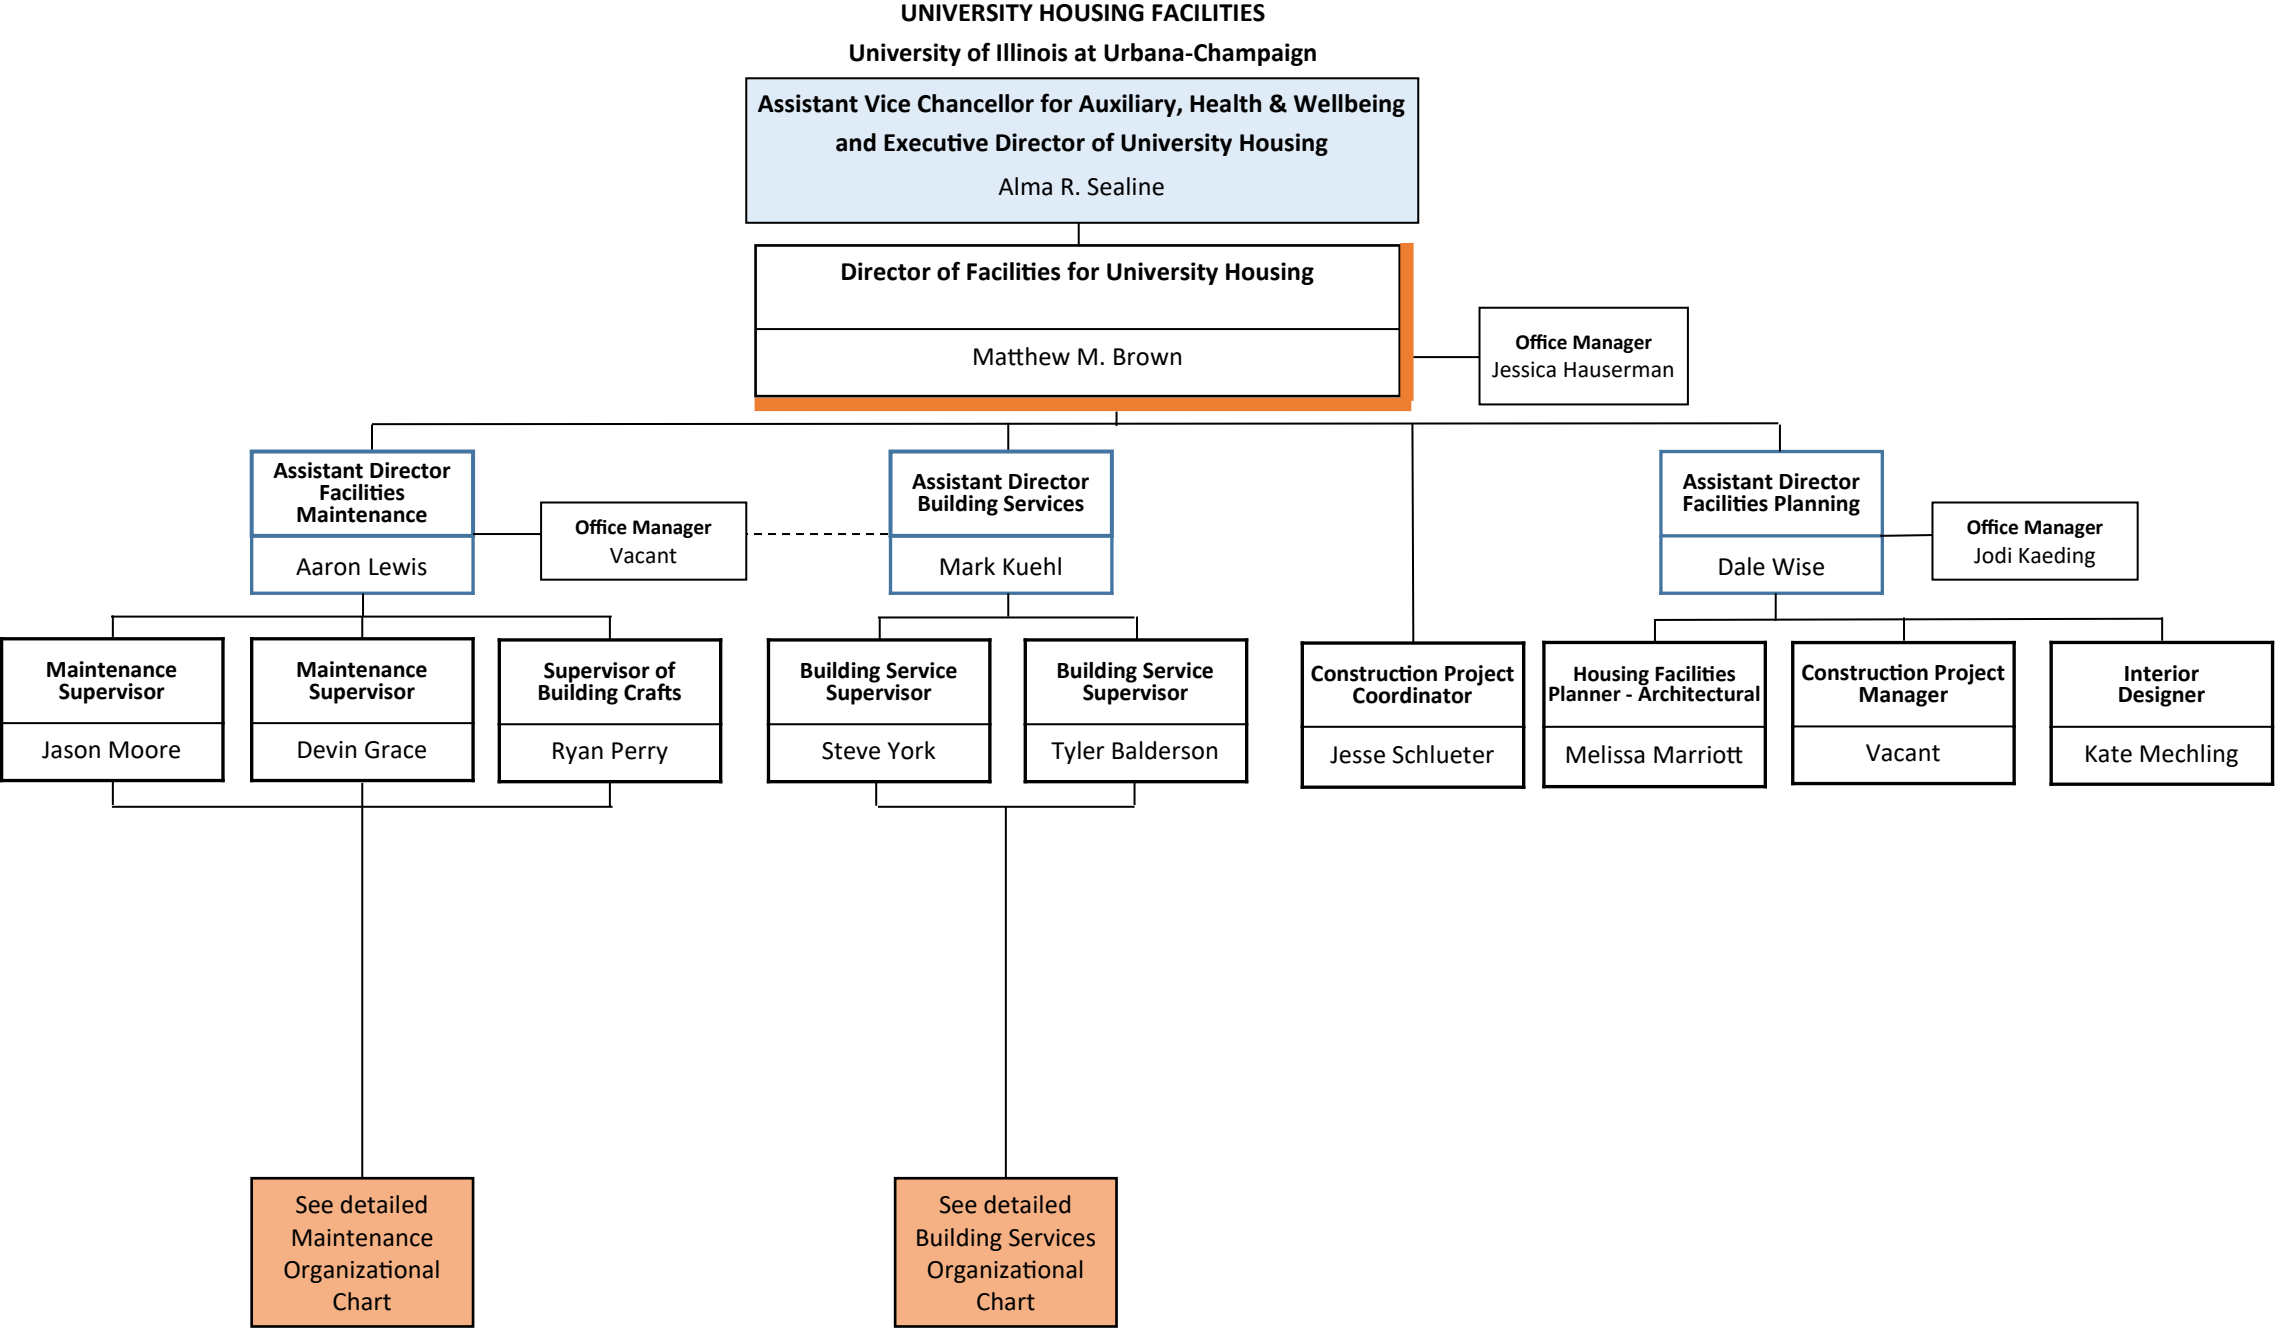 UNIVERSITY HOUSING FACILITIES
University of Illinois at Urbana-Champaign
Assistant Vice Chancellor for Auxiliary, Health & Wellbeing
and Executive Director of University Housing
Alma R. Sealine
Director of Facilities for University Housing
Matthew M. Brown
Office Manager
Jessica Hauserman
Assistant Director
Facilities
Maintenance
Aaron Lewis
Office Manager
Vacant
Assistant Director
Building Services
Mark Kuehl
Assistant Director
Facilities Planning
Dale Wise
Office Manager
Jodi Kaeding
Maintenance
Supervisor
Jason Moore
Maintenance
Supervisor
Devin Grace
Supervisor of
Building Crafts
Ryan Perry
Building Service
Supervisor
Steve York
Building Service
Supervisor
Tyler Balderson
Construction Project
Coordinator
Jesse Schlueter
Housing Facilities
Planner - Architectural
Melissa Marriott
Construction Project
Manager
Vacant
Interior
Designer
Kate Mechling
See detailed
Maintenance
Organizational
Chart
See detailed
Building Services
Organizational
Chart